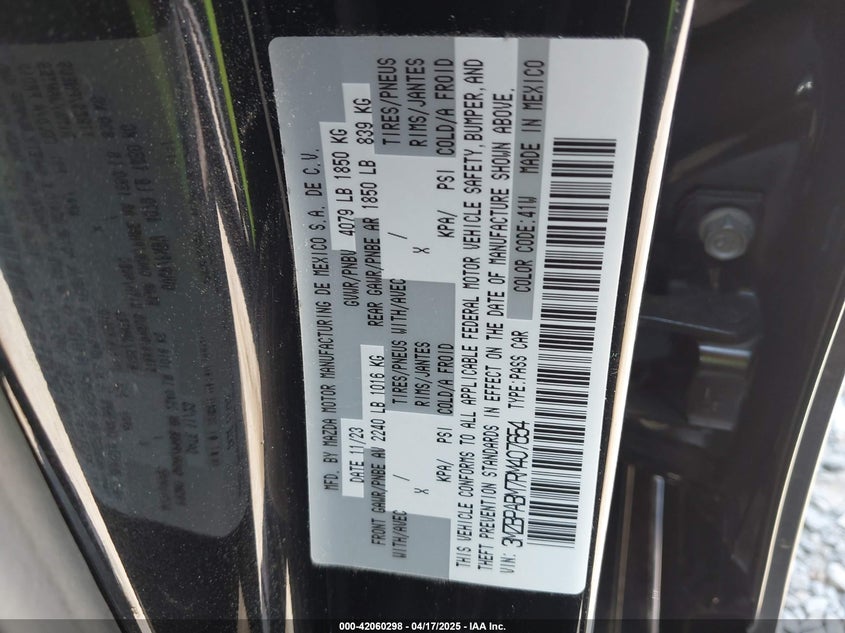 MFD. BY MAZDA MOTOR MANUFACTURING DE MEXICO S.A. DE C.V.
DATE 11/23 GVWR/PNBV 4079 LB 1850 KG
FRONT GAWR/PNBE AV 2240 LB 1016 KG REAR GAWR/PNBE AR 1850 LB 839 KG
WITH/AVEC / TIRES/PNEUS WITH/AVEC / TIRES/PNEUS
X RIMS/JANTES X RIMS/JANTES
KPA/ PSI COLD/A FROID KPA/ PSI COLD/A FROID
THIS VEHICLE CONFORMS TO ALL APPLICABLE FEDERAL MOTOR VEHICLE SAFETY, BUMPER, AND
THEFT PREVENTION STANDARDS IN EFFECT ON THE DATE OF MANUFACTURE SHOWN ABOVE.
VIN: 3MZBPABM7RM407654 TYPE:PASS CAR COLOR CODE:41W MADE IN MEXICO
000-42060298 - 04/17/2025 - IAA Inc.